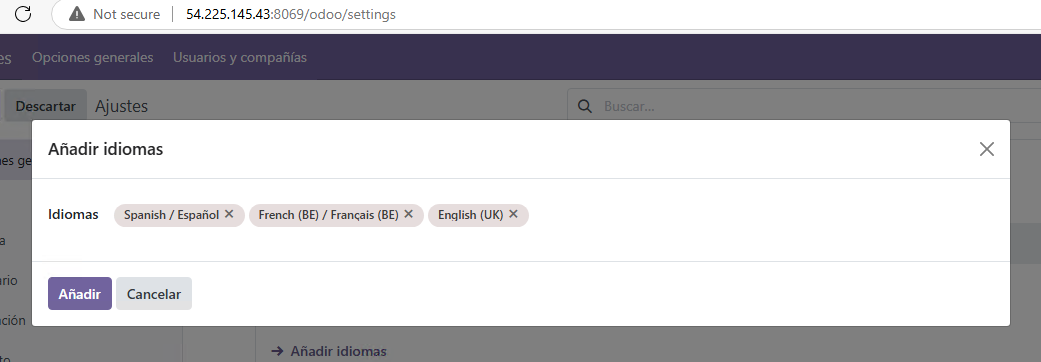 Not secure 54.225.145.43:8069/odoo/settings
es Opciones generales Usuarios y compañías
Descartar Ajustes Buscar...
Añadir idiomas
nes ge
Idiomas Spanish / Español French (BE) / Français (BE) English (UK)
a
Añadir Cancelar
rio
ación
Añadir idiomas
to